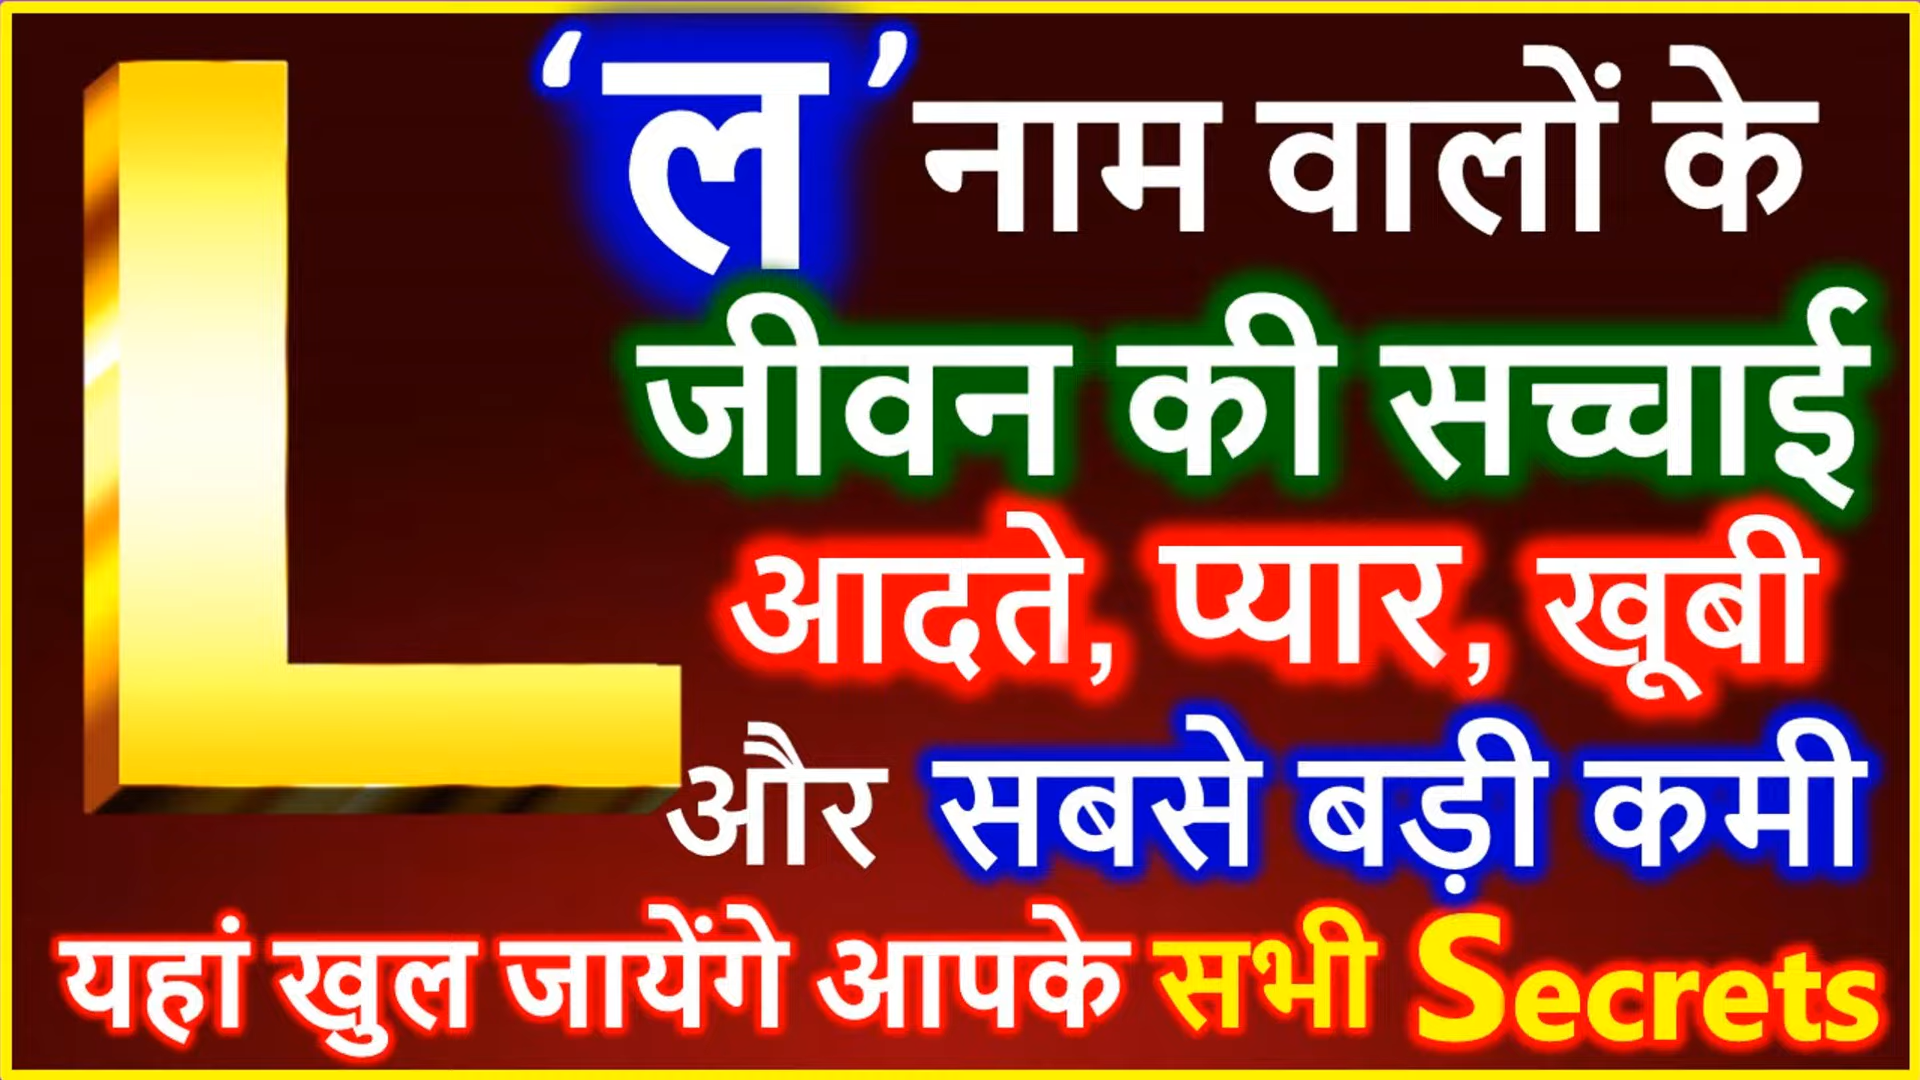 L
‘ल’ नाम वालों के
जीवन की सच्चाई
आदते, प्यार, खूबी
और सबसे बड़ी कमी
यहां खुल जायेंगे आपके सभी Secrets